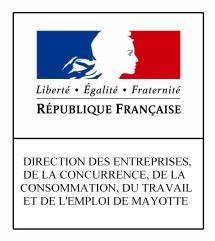 Liberté • Égalité • Fraternité
RÉPUBLIQUE FRANÇAISE
DIRECTION DES ENTREPRISES,
DE LA CONCURRENCE, DE LA
CONSOMMATION, DU TRAVAIL
ET DE L'EMPLOI DE MAYOTTE